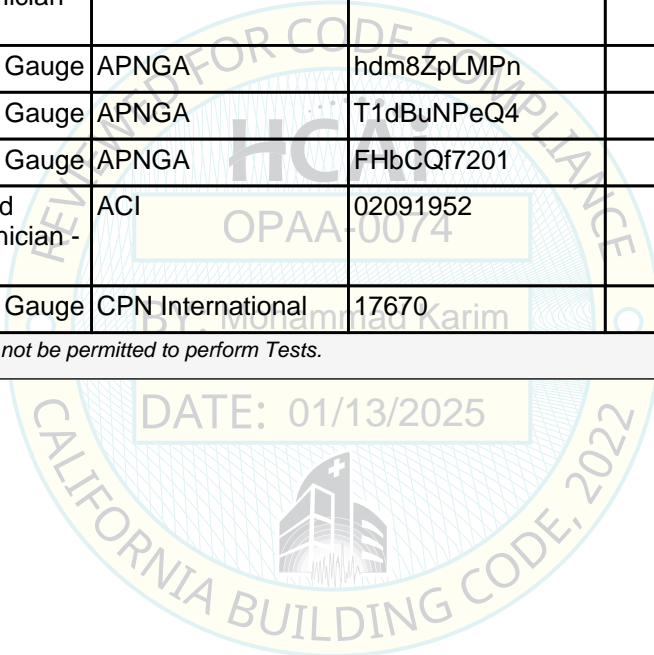 nician
Gauge APNGA hdm8ZpLMPn
Gauge APNGA T1dBuNPeQ4
Gauge APNGA FHbCQf7201
d ACI 02091952
nician -
Gauge CPN International 17670
not be permitted to perform Tests.
REVIEWED FOR CODE COMPLIANCE
HCAi
OPAA-0074
BY: Mohammad Karim
DATE: 01/13/2025
CALIFORNIA BUILDING CODE, 2022